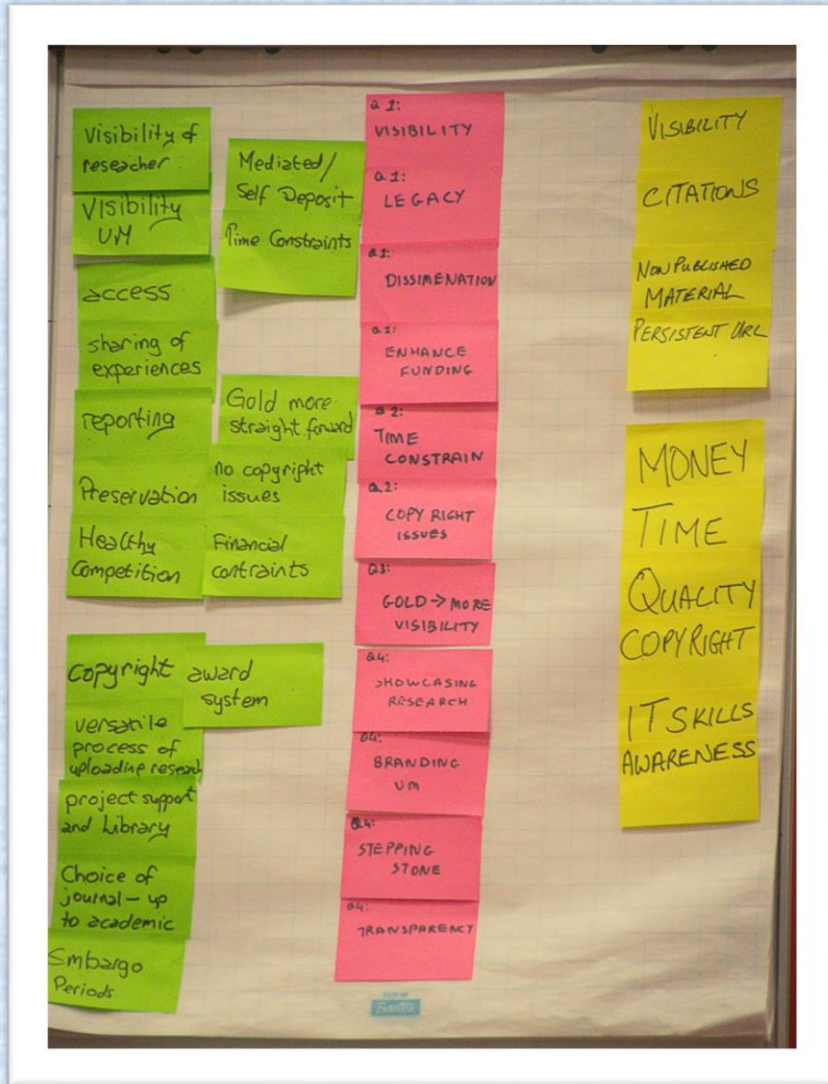 Visibility of
reseacher
Visibility
UM
access
sharing of
experiences
reporting
Preservation
Healthy
Competition
Mediated/
Self Deposit
Time Constraints
Gold more
straight forward
no copyright
issues
Financial
contraints
copyright
versatile
process of
uploading research
project support
and Library
Choice of
journal – up
to academic
Embargo
Periods
award
system
Q1:
VISIBILITY
Q1:
LEGACY
Q1:
DISSIMENATION
Q1:
ENHANCE
FUNDING
Q2:
TIME
CONSTRAIN
Q2:
COPY RIGHT
ISSUES
Q3
GOLD → MORE
VISIBILITY
Q4:
SHOWCASING
RESEARCH
Q4:
BRANDING
UM
Q4:
STEPPING
STONE
Q4:
TRANSPARENCY
VISIBILITY
CITATIONS
NON PUBLISHED
MATERIAL
PERSISTENT URL
MONEY
TIME
QUALITY
COPYRIGHT
IT SKILLS
AWARENESS